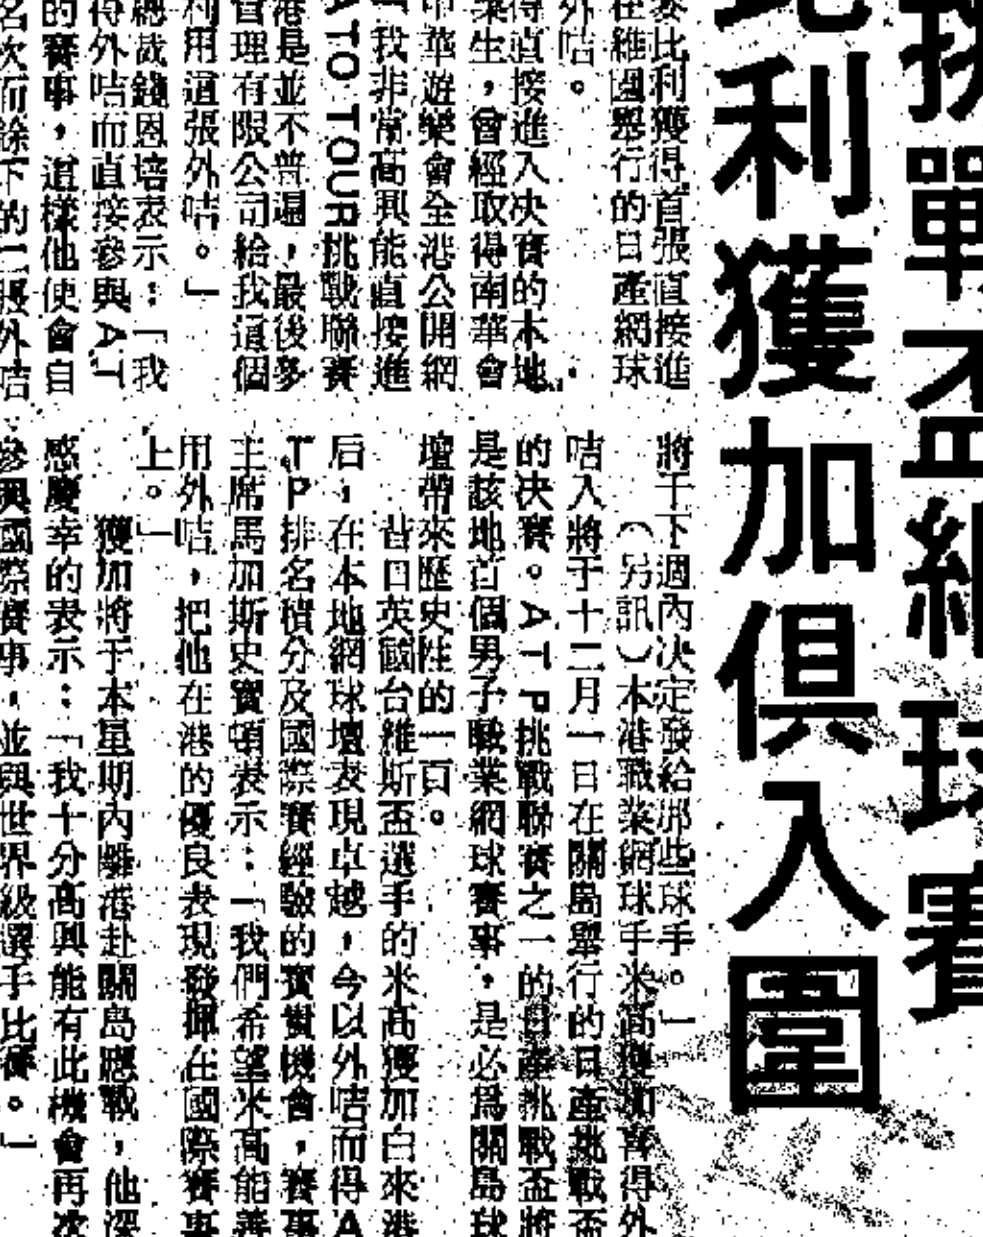 挑戰盃網球賽
比利獲加俱入圍
麥比利獲得首張直接進
在維園舉行的日產網球
外咭。
得直接進入决賽的本地
業生，會經取得南華會
中華遊樂會全港公開網
我非常高興能直接進
ATO TOUR挑戰聯賽
港是並不普遍，最後多
管理有限公司給我這個
利用這張外咭。」
總裁錢恩培表示：「我
得外咭而直接參與AT
的賽事，這樣他便會自
名次而餘下的二張外咭
將于下週內决定發給那些球手。」
（另訊）本港職業網球手米高獲加喜得外
咭入將于十二月一日在關島舉行的日產挑戰盃
的决賽。ATP挑戰聯賽之一的日產挑戰盃將
是該地首個男子職業網球賽事，是必爲關島球
壇帶來歷史性的一頁。
昔日英國台維斯盃選手的米高獲加自來港
后，在本地網球壇表現卓越，今以外咭而得A
TP排名積分及國際賽經驗的寶貴機會，賽事
主席馬加斯史寶頓表示：「我們希望米高能善
用外咭，把他在港的優良表現發揮在國際賽事
上。」
獲加將于本星期內離港赴關島應戰，他深
感慶幸的表示：「我十分高興能有此機會再次
參與國際賽事，並與世界級選手比賽。」